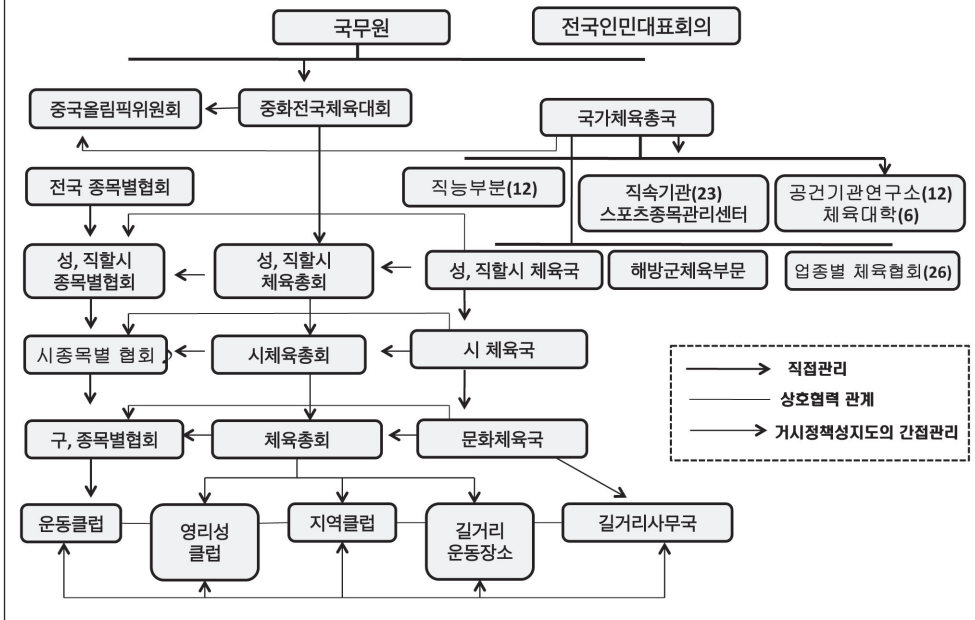 국무원
전국인민대표회의
중국올림픽위원회
중화전국체육대회
국가체육총국
전국 종목별협회
직능부분(12)
직속기관(23)
스포츠종목관리센터
공건기관연구소(12)
체육대학(6)
성, 직할시
종목별협회
성, 직할시
체육총회
성, 직할시 체육국
해방군체육부문
업종별 체육협회(26)
시종목별 협회
시체육총회
시 체육국
직접관리
상호협력 관계
거시정책성지도의 간접관리
구, 종목별협회
체육총회
문화체육국
운동클럽
영리성
클럽
지역클럽
길거리
운동장소
길거리사무국